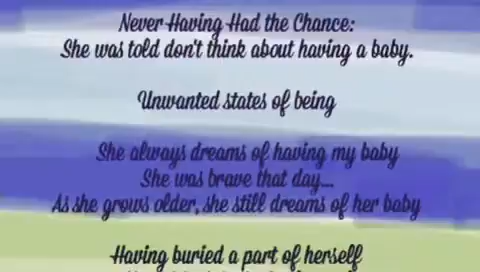 Never Having Had the Chance:
She was told don't think about having a baby.
Unwanted states of being
She always dreams of having my baby
She was brave that day...
As she grows older, she still dreams of her baby
Having buried a part of herself